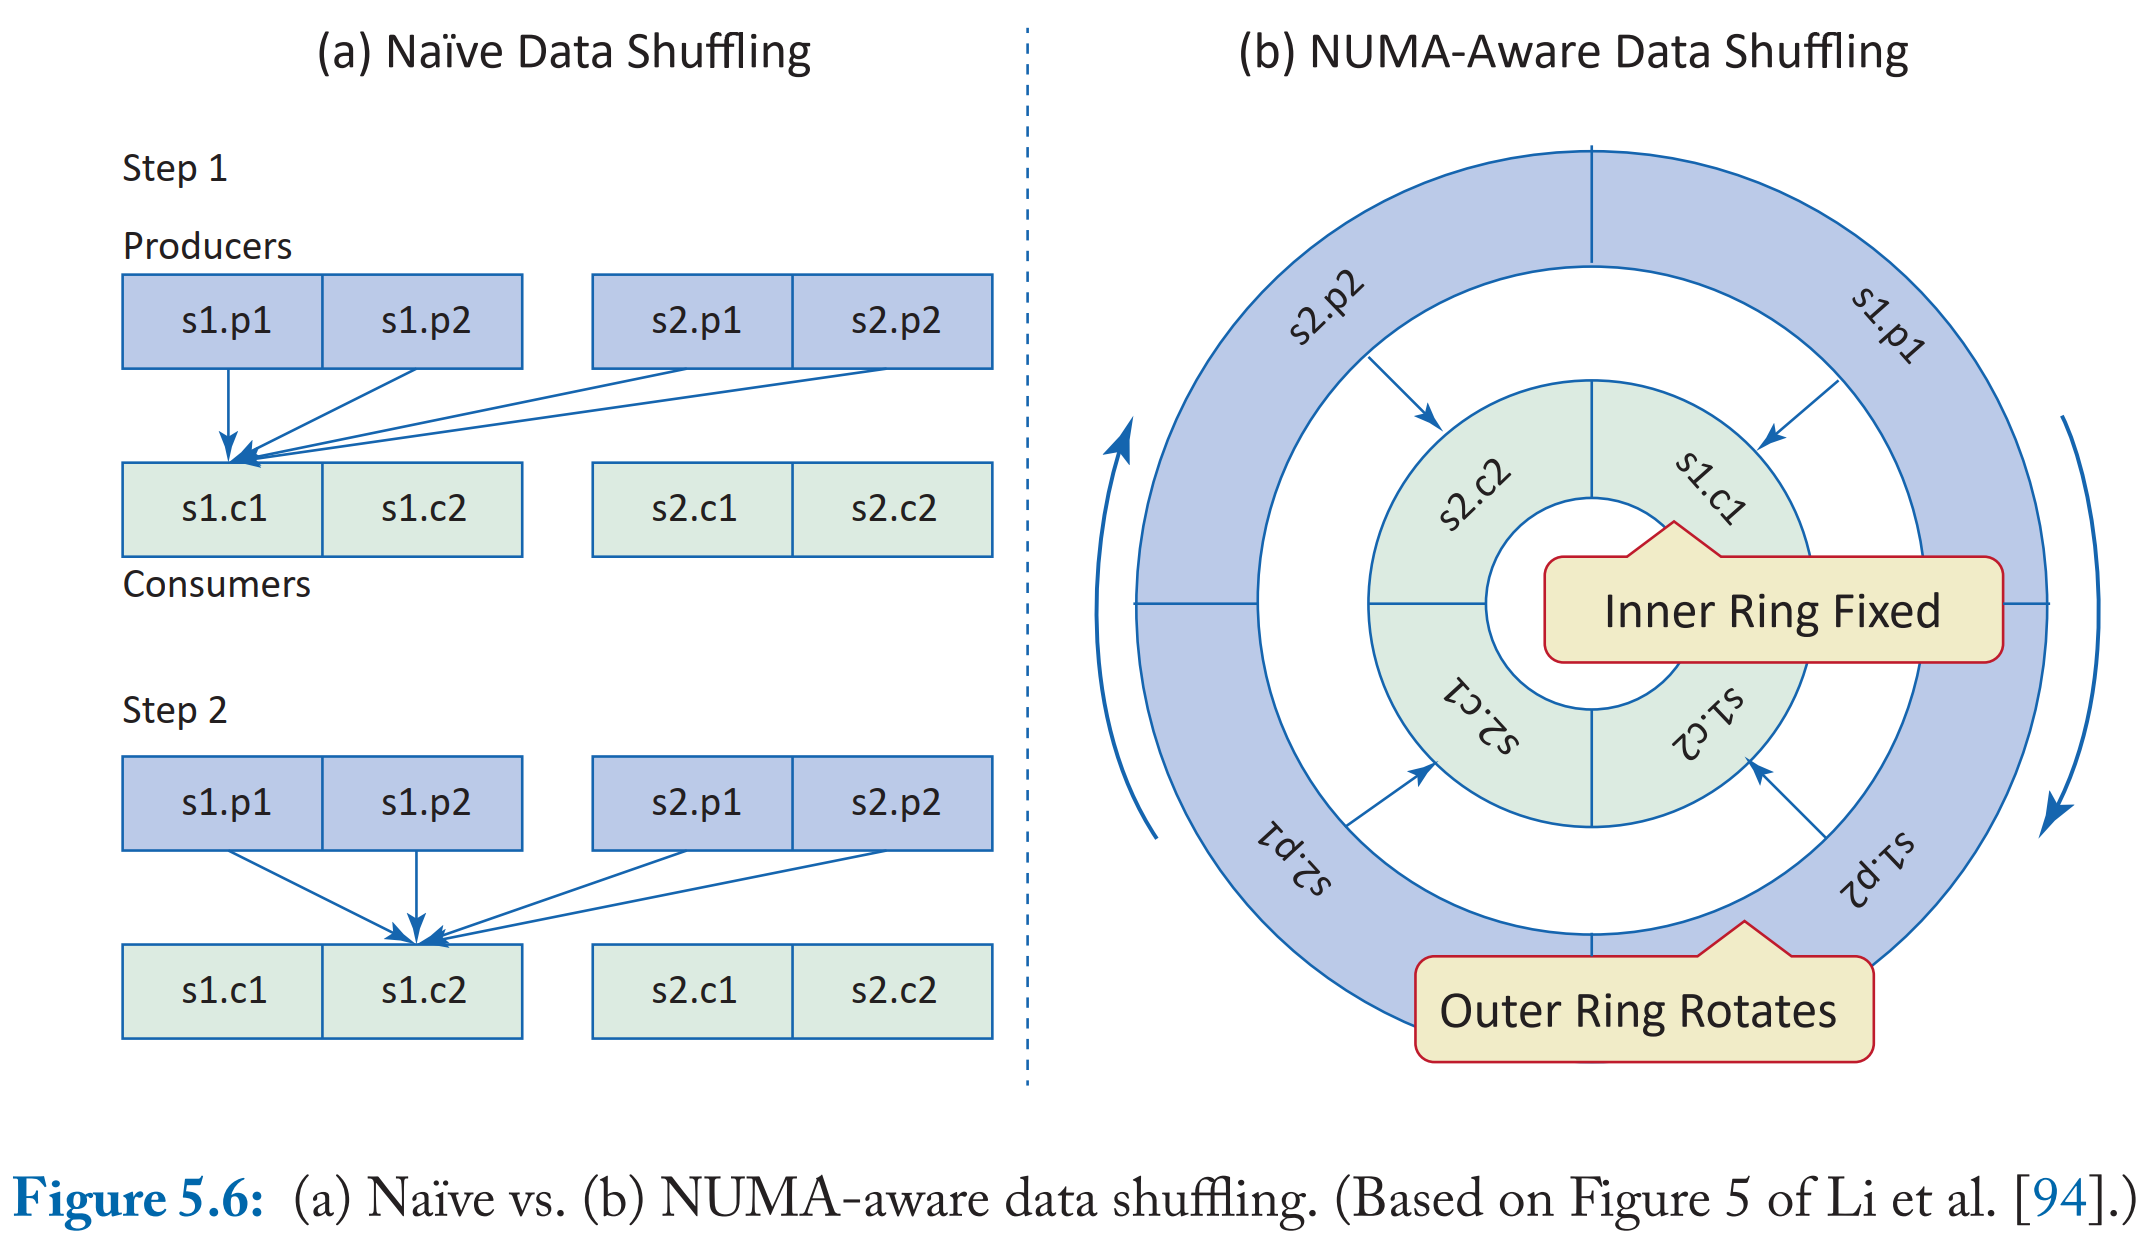 (a) Naïve Data Shuffling
Step 1
Producers
s1.p1 s1.p2 s2.p1 s2.p2
s1.c1 s1.c2 s2.c1 s2.c2
Consumers
Step 2
s1.p1 s1.p2 s2.p1 s2.p2
s1.c1 s1.c2 s2.c1 s2.c2
(b) NUMA-Aware Data Shuffling
s2.p2
s1.p1
s2.c2
s1.c1
Inner Ring Fixed
s2.c1
s1.c2
s2.p1
s1.p2
Outer Ring Rotates
Figure 5.6: (a) Naïve vs. (b) NUMA-aware data shuffling. (Based on Figure 5 of Li et al. [94].)